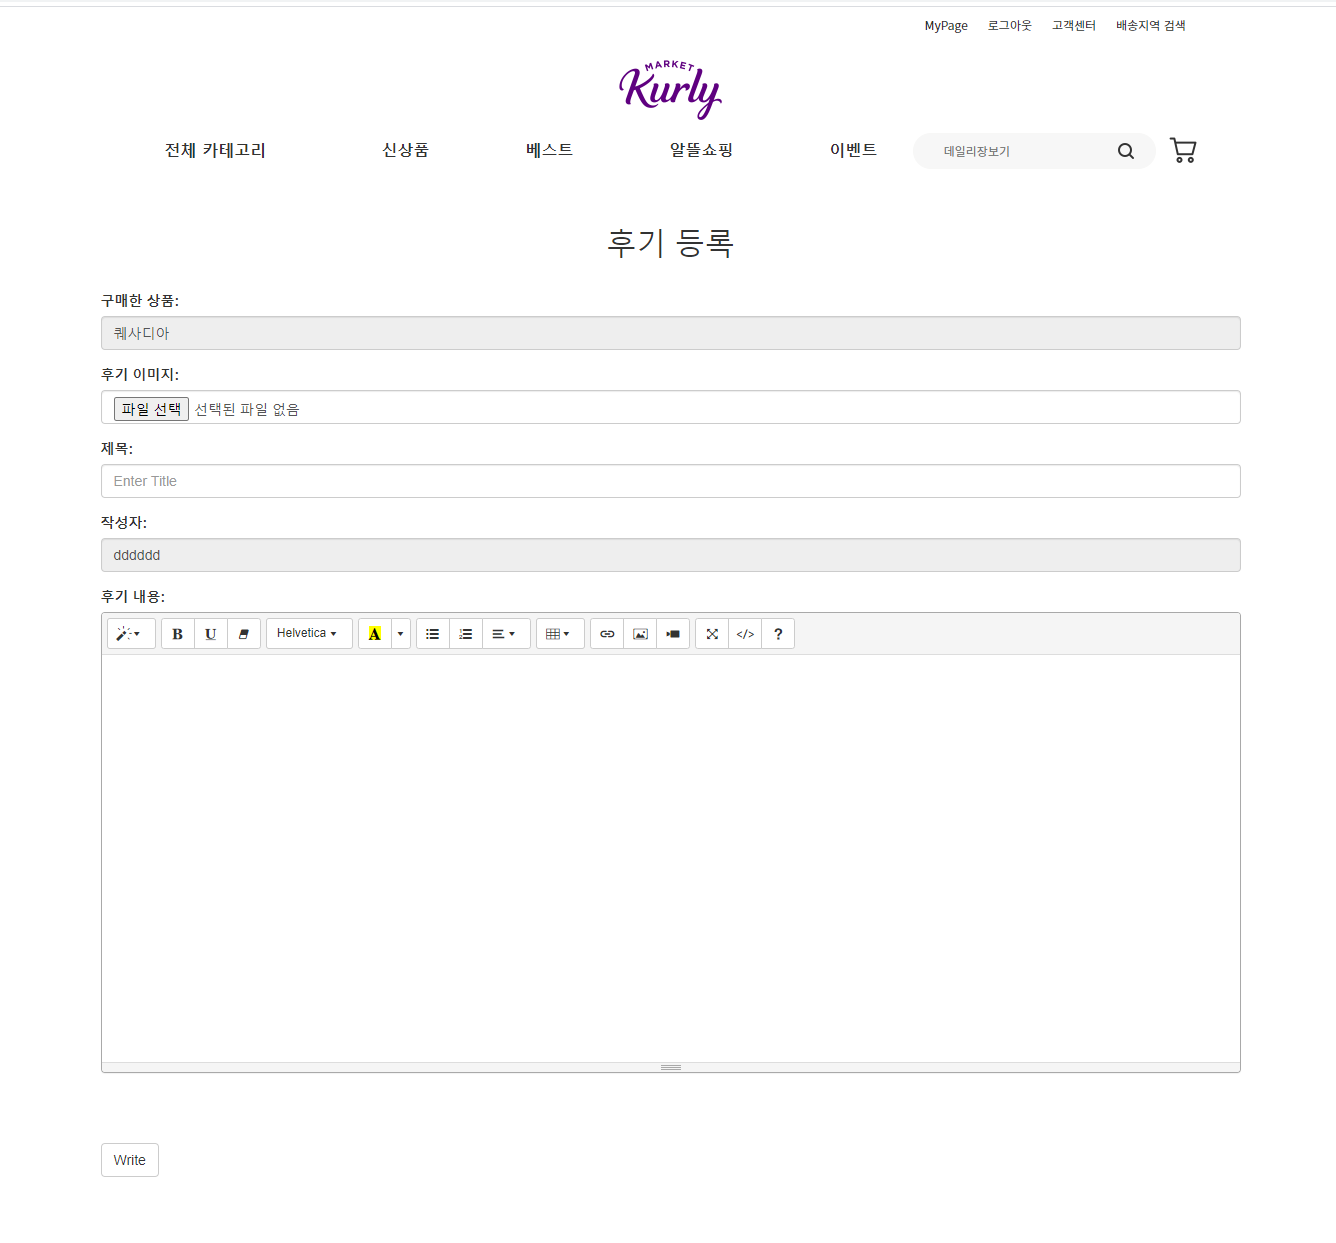 MyPage 로그아웃 고객센터 배송지역 검색
MARKET
Kurly
전체 카테고리 신상품 베스트 알뜰쇼핑 이벤트 데일리장보기
후기 등록
구매한 상품:
퀘사디아
후기 이미지:
파일 선택 선택된 파일 없음
제목:
Enter Title
작성자:
dddddd
후기 내용:
B U Helvetica A </> ?
Write